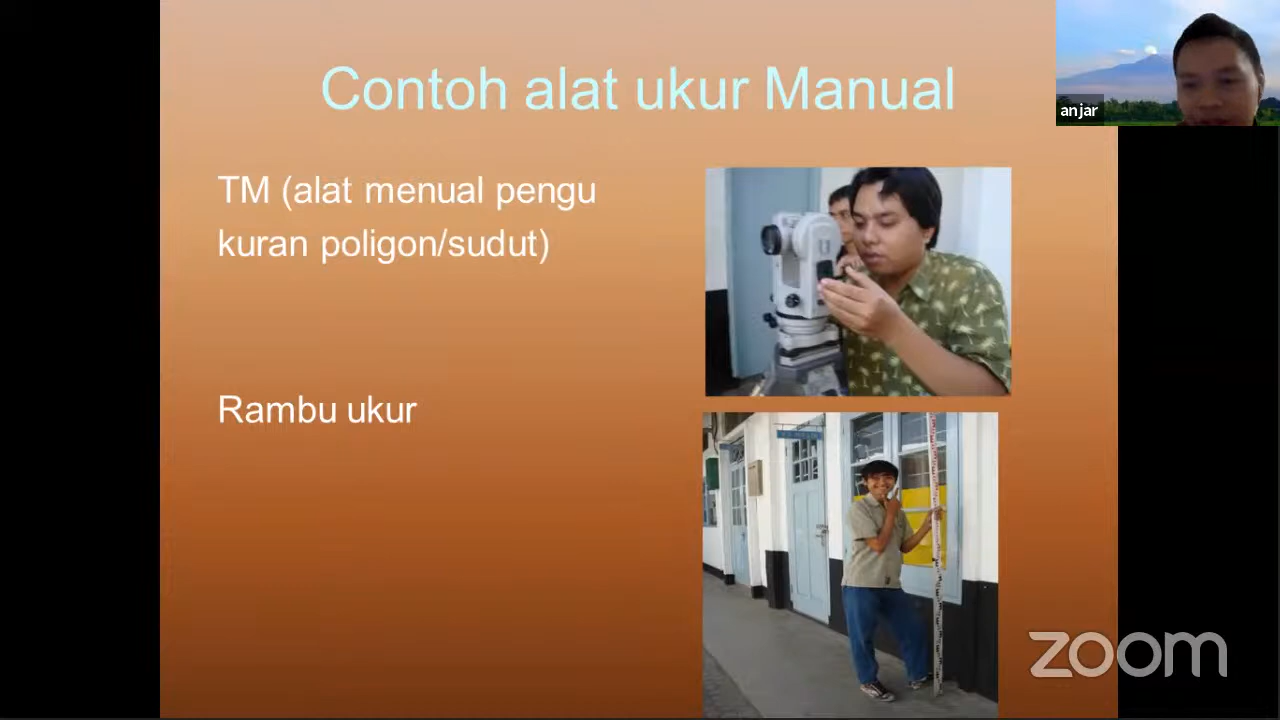 Contoh alat ukur Manual
anjar
TM (alat menual pengu
kuran poligon/sudut)
Rambu ukur
zoom